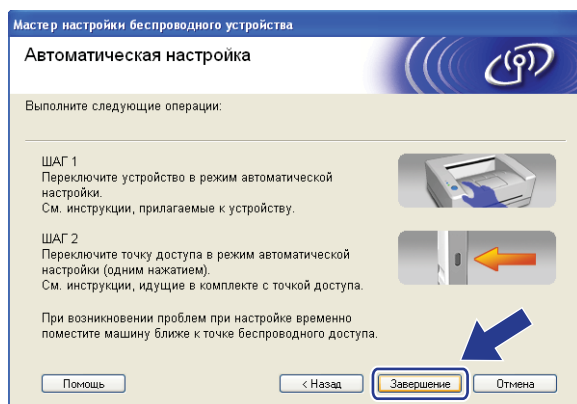 Мастер настройки беспроводного устройства
Автоматическая настройка
Выполните следующие операции:
ШАГ 1
Переключите устройство в режим автоматической
настройки.
См. инструкции, прилагаемые к устройству.
ШАГ 2
Переключите точку доступа в режим автоматической
настройки (одним нажатием).
См. инструкции, идущие в комплекте с точкой доступа.
При возникновении проблем при настройке временно
поместите машину ближе к точке беспроводного доступа.
Помощь
< Назад
Завершение
Отмена